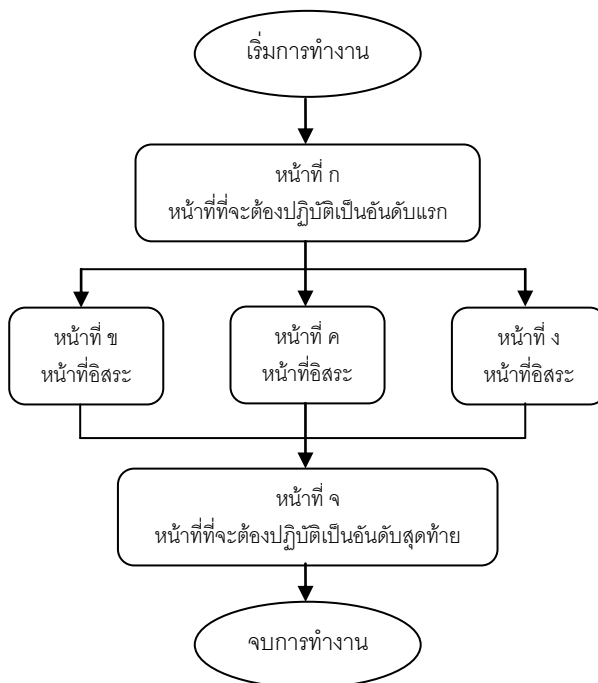 เริ่มการทำงาน
หน้าที่ ก
หน้าที่ที่จะต้องปฏิบัติเป็นอันดับแรก
หน้าที่ ข
หน้าที่อิสระ
หน้าที่ ค
หน้าที่อิสระ
หน้าที่ ง
หน้าที่อิสระ
หน้าที่ จ
หน้าที่ที่จะต้องปฏิบัติเป็นอันดับสุดท้าย
จบการทำงาน